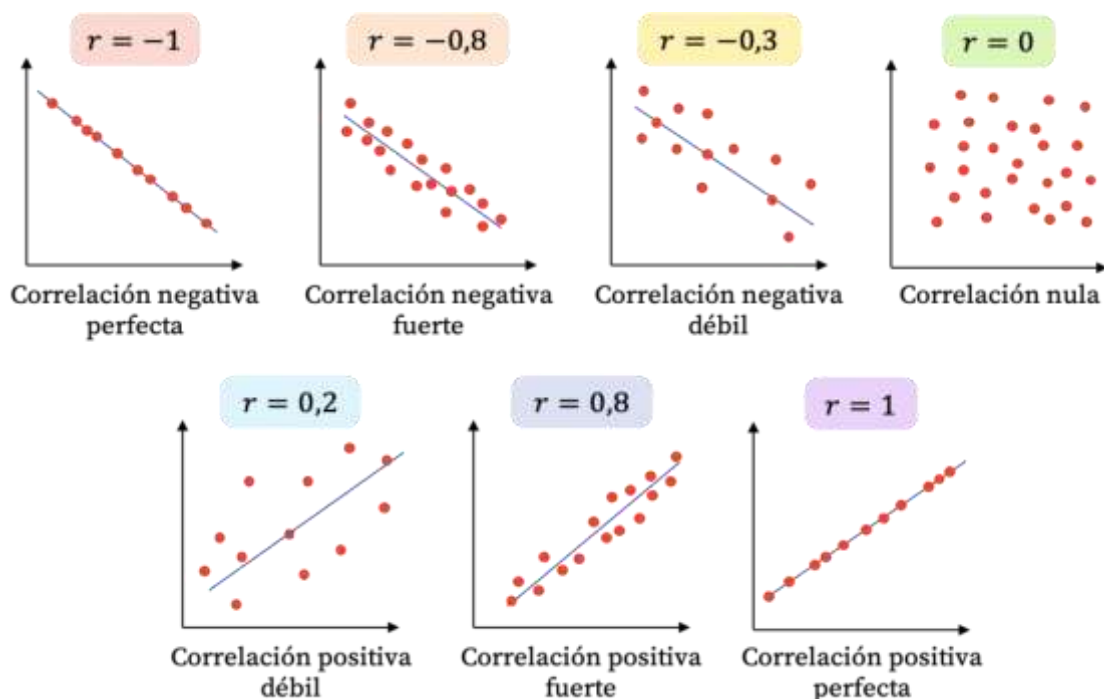 r = −1
r = −0,8
r = −0,3
r = 0
Correlación negativa
perfecta
Correlación negativa
fuerte
Correlación negativa
débil
Correlación nula
r = 0,2
r = 0,8
r = 1
Correlación positiva
débil
Correlación positiva
fuerte
Correlación positiva
perfecta